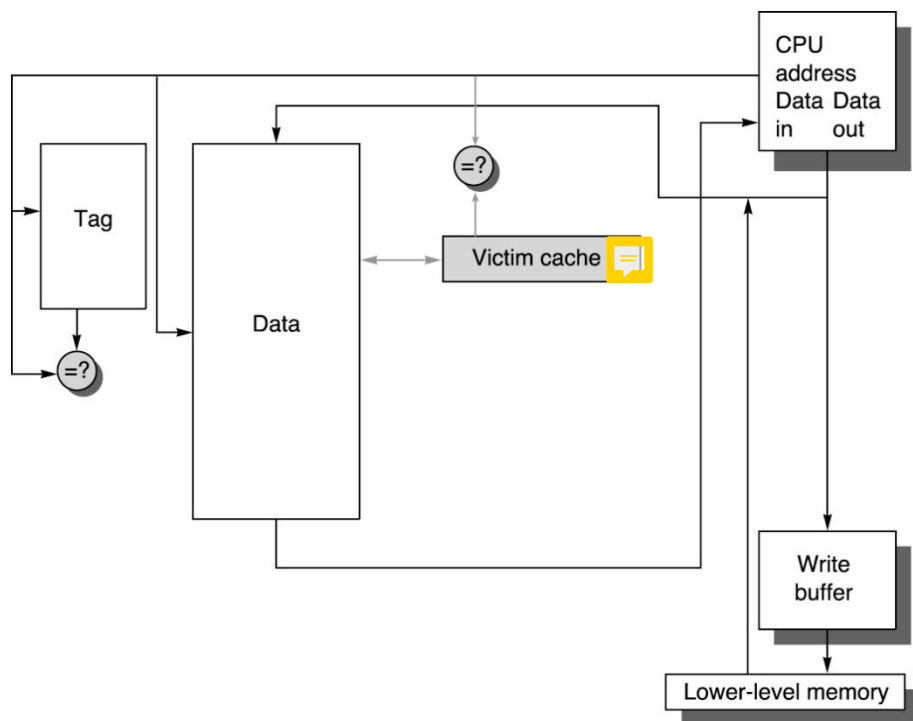 CPU
address
Data Data
in out
=?
Tag
Victim cache
Data
=?
Write
buffer
Lower-level memory